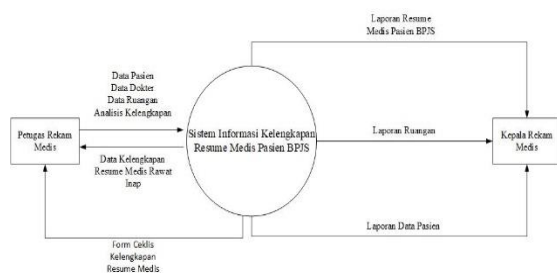 Laporan Resume
Medis Pasien BPJS
Data Pasien
Data Dokter
Data Ruangan
Analisis Kelengkapan
Petugas Rekam
Medis
Sistem Informasi Kelengkapan
Resume Medis Pasien BPJS
Laporan Ruangan
Kepala Rekam
Medis
Data Kelengkapan
Resume Medis Rawat
Inap
Laporan Data Pasien
Form Ceklis
Kelengkapan
Resume Medis